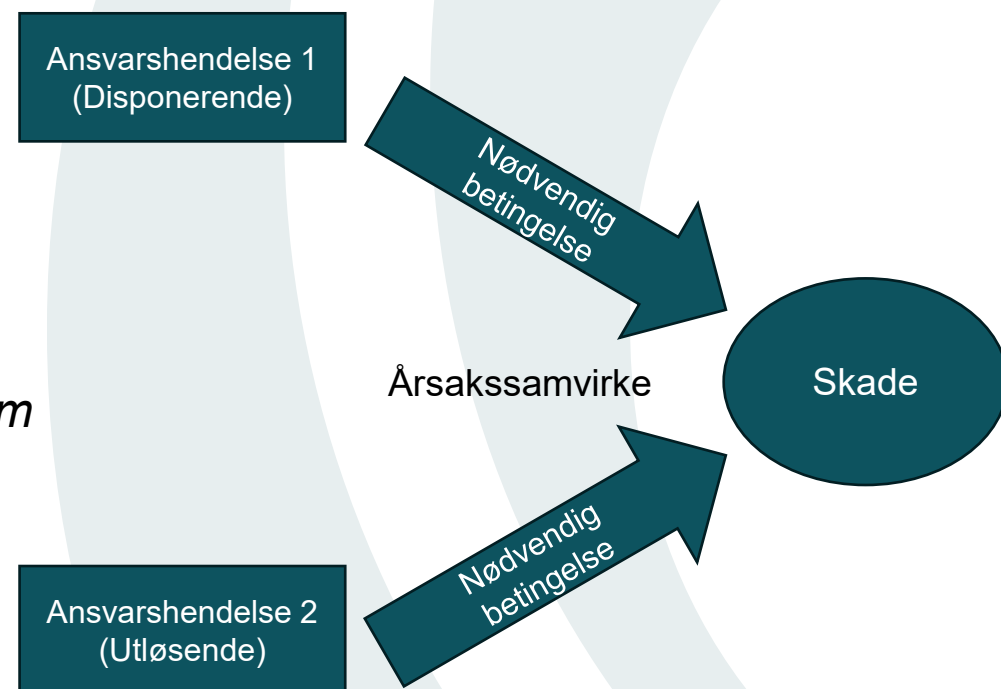 Ansvarshendelse 1
(Disponerende)
Nødvendig
betingelse
Årsakssamvirke
Skade
m
Nødvendig
betingelse
Ansvarshendelse 2
(Utløsende)